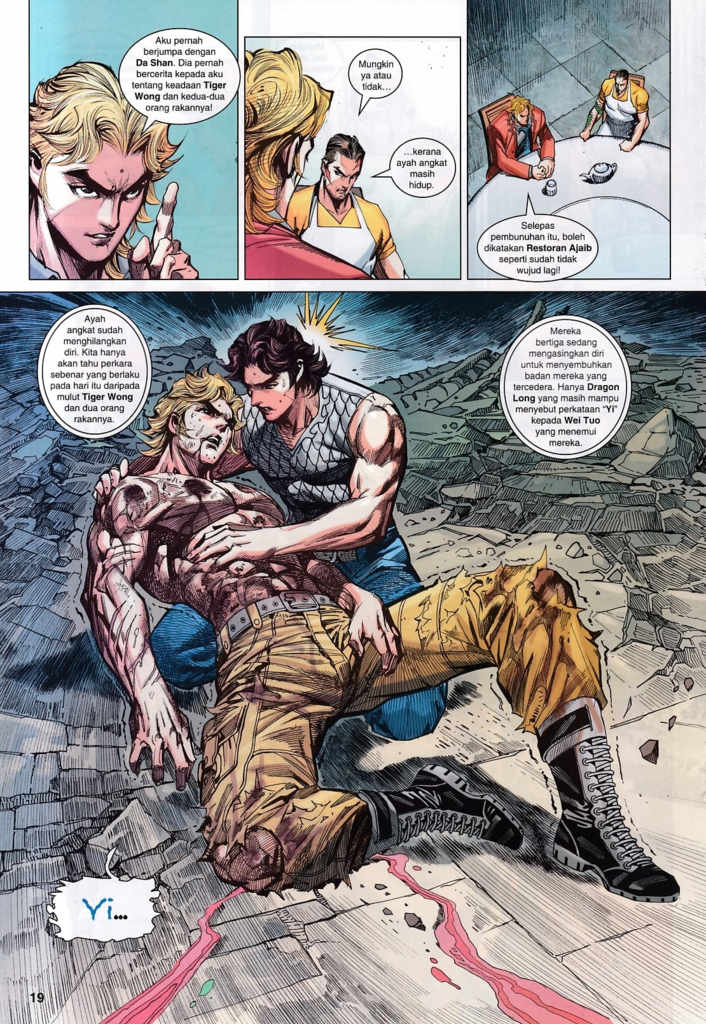 Aku pernah
berjumpa dengan
Da Shan. Dia pernah
bercerita kepada aku
tentang keadaan Tiger
Wong dan kedua-dua
orang rakannya!
Mungkin
ya atau
tidak...
...kerana
ayah angkat
masih
hidup.
Selepas
pembunuhan itu, boleh
dikatakan Restoran Ajaib
seperti sudah tidak
wujud lagi!
Ayah
angkat sudah
menghilangkan
diri. Kita hanya
akan tahu perkara
sebenar yang berlaku
pada hari itu daripada
mulut Tiger Wong
dan dua orang
rakannya.
Mereka
bertiga sedang
mengasingkan diri
untuk menyembuhkan
badan mereka yang
tercedera. Hanya Dragon
Long yang masih mampu
menyebut perkataan "Yi"
kepada Wei Tuo
yang menemui
mereka.
Yi...
19